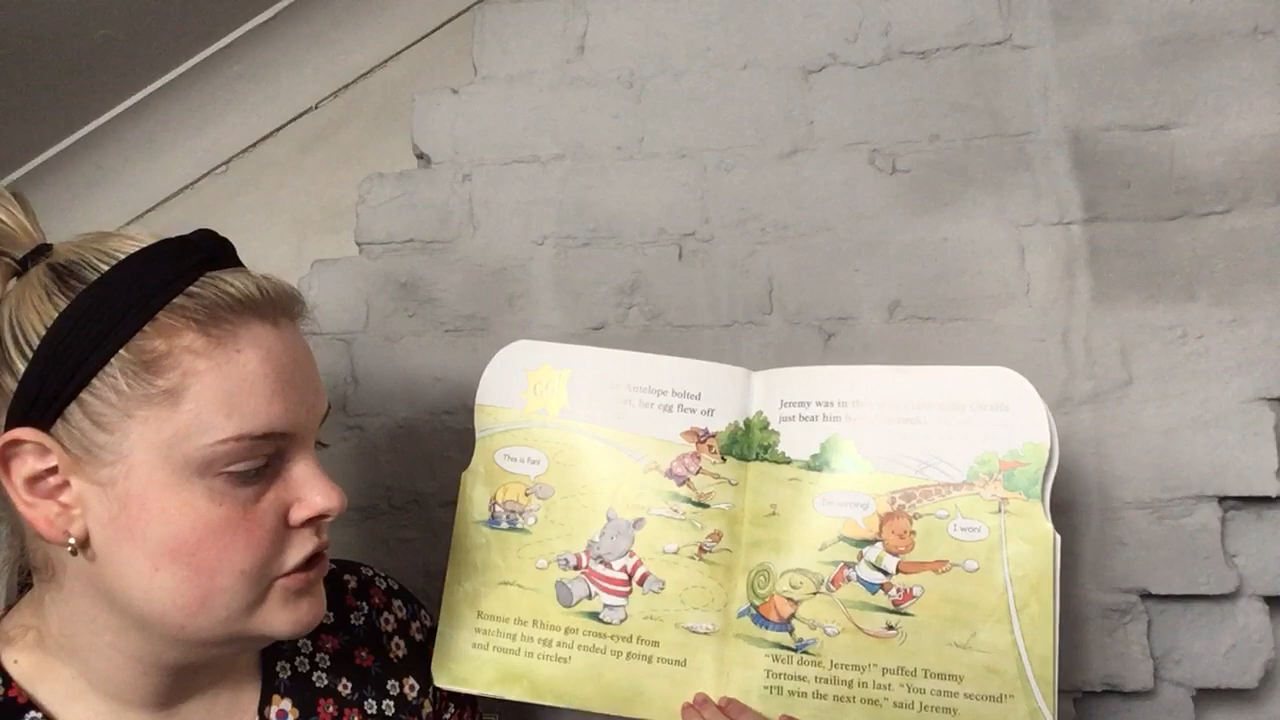 GO!
Antelope bolted
her egg flew off
This is fun!
Ronnie the Rhino got cross-eyed from
watching his egg and ended up going round
and round in circles!
Jeremy was in
just beat him
I'm winning!
I won!
"Well done, Jeremy!" puffed Tommy
Tortoise, trailing in last. "You came second!"
"I'll win the next one," said Jeremy.